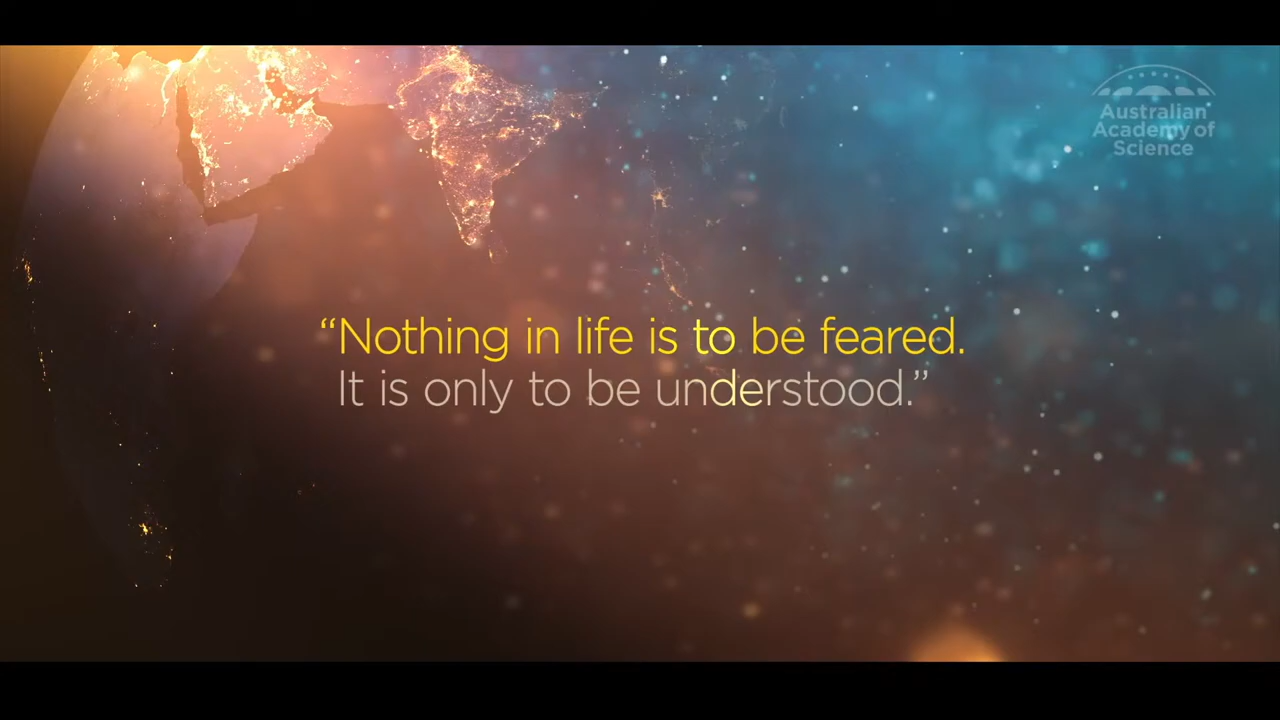 Australian
Academy of
Science
“Nothing in life is to be feared.
It is only to be understood.”